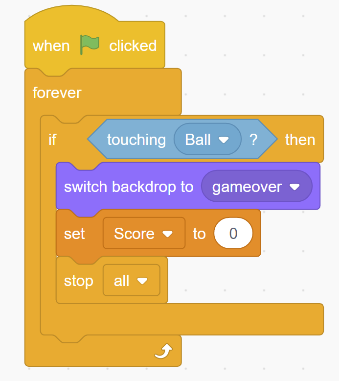 when clicked
forever
if touching Ball ? then
switch backdrop to gameover
set Score to 0
stop all